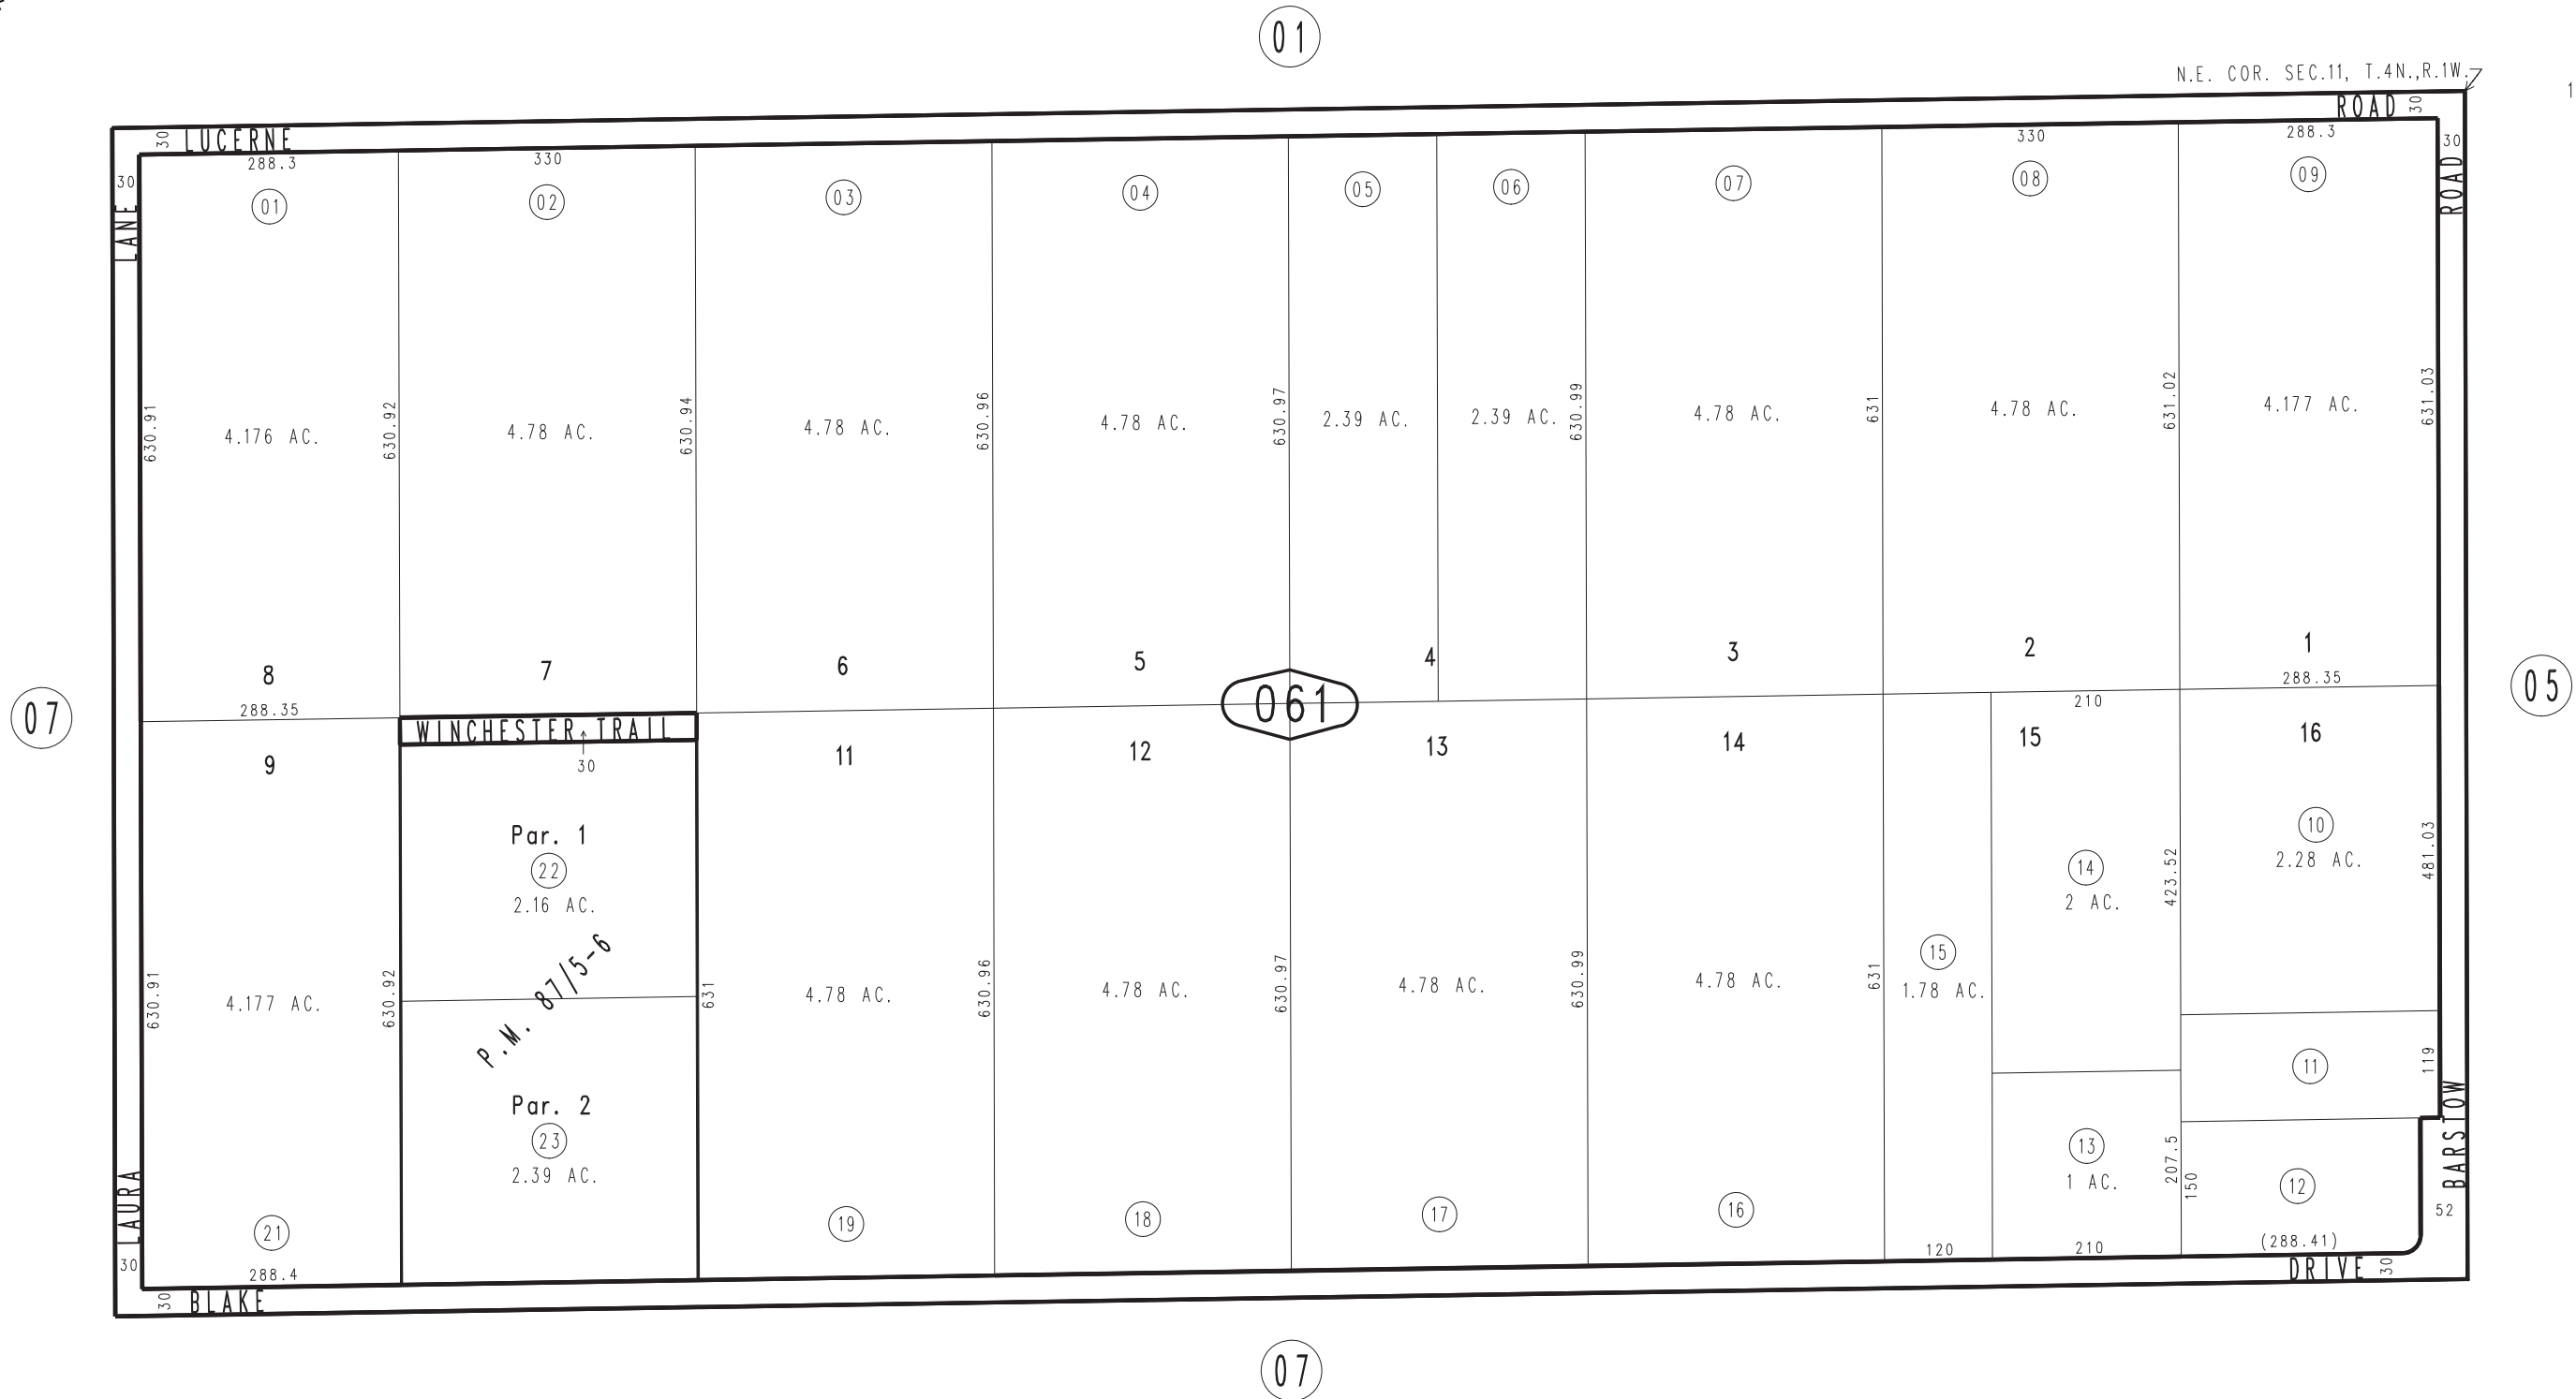 01
N.E. COR. SEC.11, T.4N.,R.1W.
1
LUCERNE ROAD
30 30
30 30
LANE ROAD
288.3 330 330 288.3
01 02 03 04 05 06 07 08 09
630.91 630.92 630.94 630.96 630.97 630.99 631 631.02 631.03
4.176 AC. 4.78 AC. 4.78 AC. 4.78 AC. 2.39 AC. 2.39 AC. 4.78 AC. 4.78 AC. 4.177 AC.
8 7 6 5 4 3 2 1
288.35 288.35
07 061 05
210
WINCHESTER TRAIL
30
9 11 12 13 14 15 16
Par. 1
22
2.16 AC.
P.M. 87/5-6
Par. 2
23
2.39 AC.
10
2.28 AC.
481.03
14
2 AC.
423.52
15
1.78 AC.
630.91 630.92 631 630.96 630.97 630.99 631
4.177 AC. 4.78 AC. 4.78 AC. 4.78 AC. 4.78 AC.
11
119
13
1 AC.
207.5
150
12
(288.41)
52
21 19 18 17 16
288.4 120 210
LAURA BARSTOW
30
30 BLAKE DRIVE 30
07